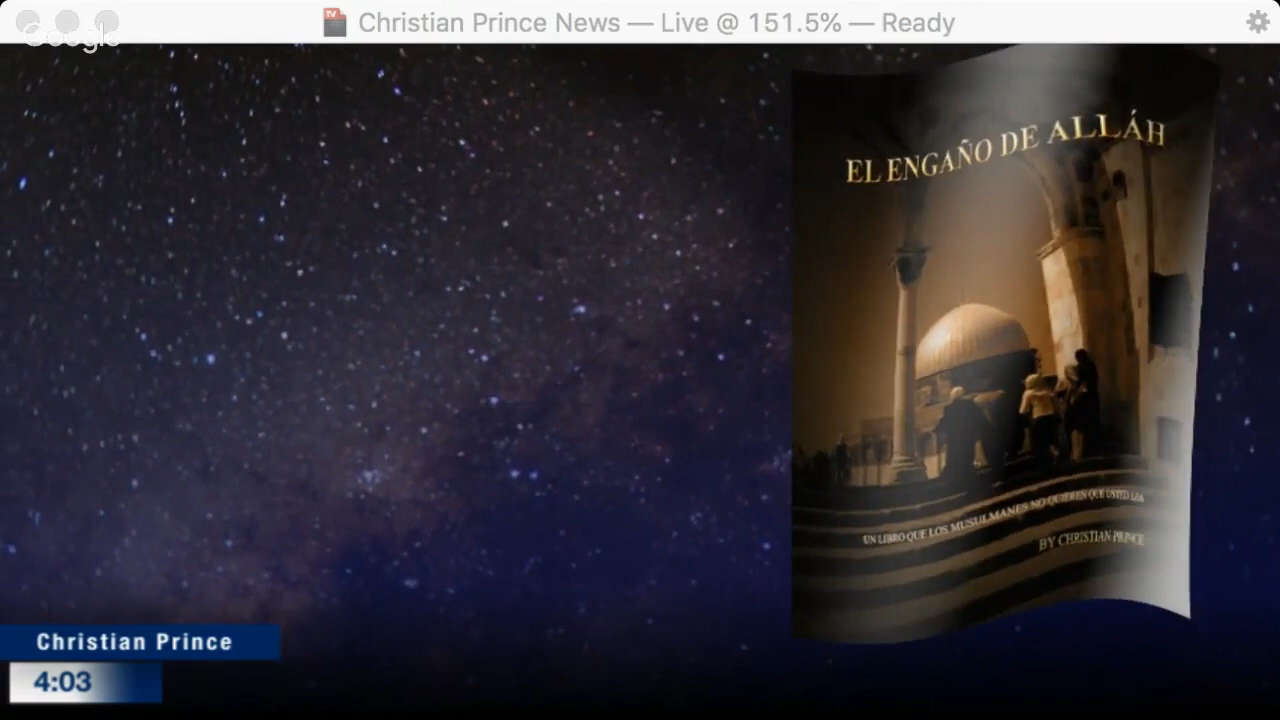 Christian Prince News — Live @ 151.5% — Ready
Google
EL ENGAÑO DE ALLÁH
UN LIBRO QUE LOS MUSULMANES NO QUIEREN QUE USTED LEA
BY CHRISTIAN PRINCE
Christian Prince
4:03